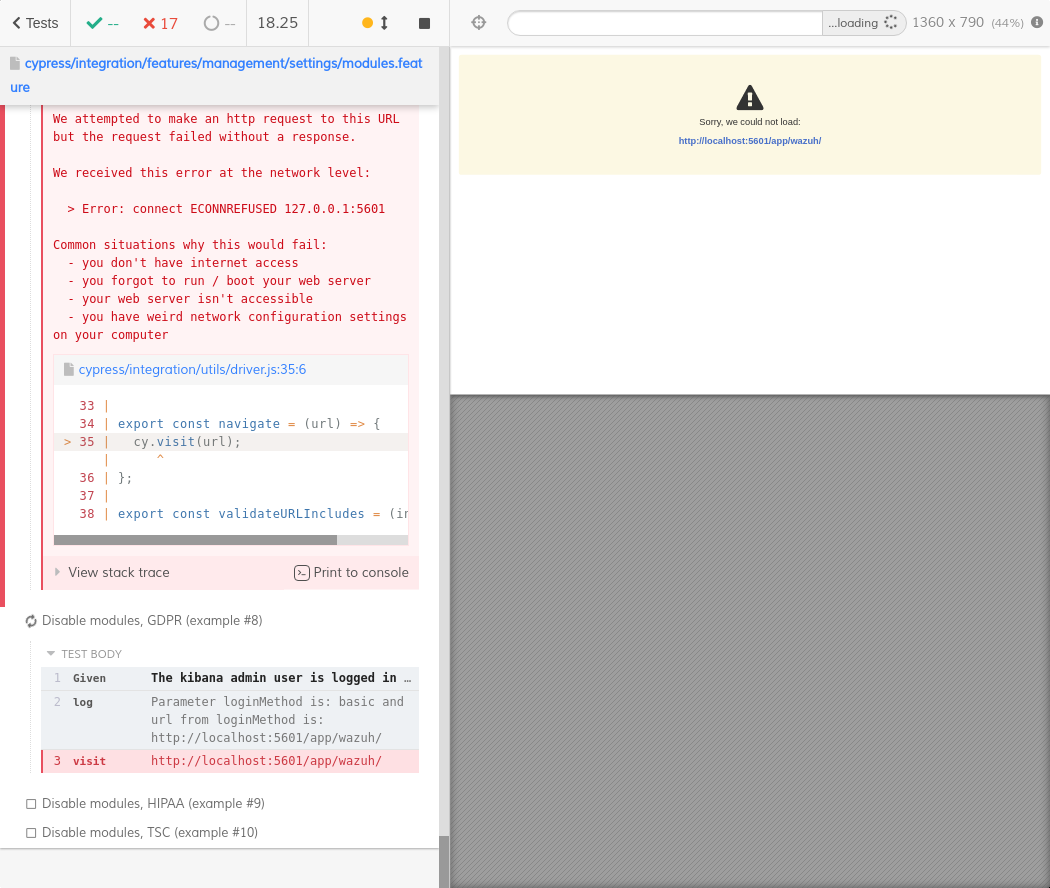 Tests
--
17
--
18.25
...loading
1360 x 790 (44%)
cypress/integration/features/management/settings/modules.feat
ure
We attempted to make an http request to this URL
but the request failed without a response.
We received this error at the network level:
> Error: connect ECONNREFUSED 127.0.0.1:5601
Common situations why this would fail:
- you don't have internet access
- you forgot to run / boot your web server
- your web server isn't accessible
- you have weird network configuration settings
on your computer
cypress/integration/utils/driver.js:35:6
33 |
34 | export const navigate = (url) => {
> 35 | cy.visit(url);
| ^
36 | };
37 |
38 | export const validateURLIncludes = (in
View stack trace
Print to console
Disable modules, GDPR (example #8)
TEST BODY
1 Given The kibana admin user is logged in …
2 log Parameter loginMethod is: basic and
url from loginMethod is:
http://localhost:5601/app/wazuh/
3 visit http://localhost:5601/app/wazuh/
Disable modules, HIPAA (example #9)
Disable modules, TSC (example #10)
Sorry, we could not load:
http://localhost:5601/app/wazuh/